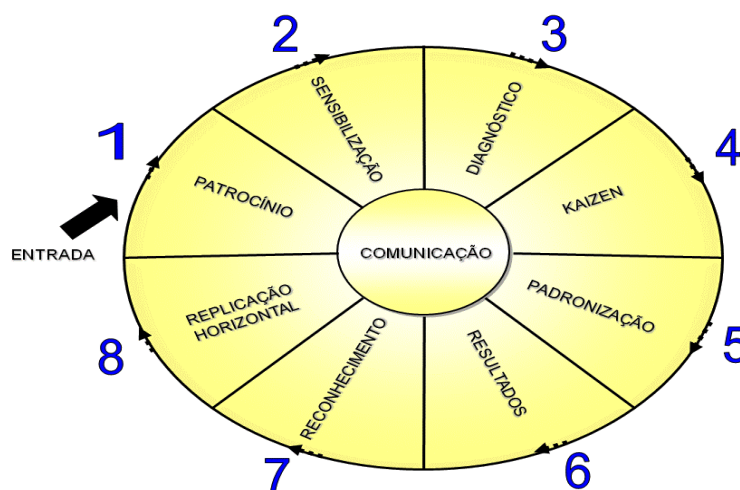 2
3
SENSIBILIZAÇÃO
DIAGNÓSTICO
1
4
PATROCÍNIO
KAIZEN
ENTRADA
COMUNICAÇÃO
REPLICAÇÃO
HORIZONTAL
PADRONIZAÇÃO
8
5
RECONHECIMENTO
RESULTADOS
7
6